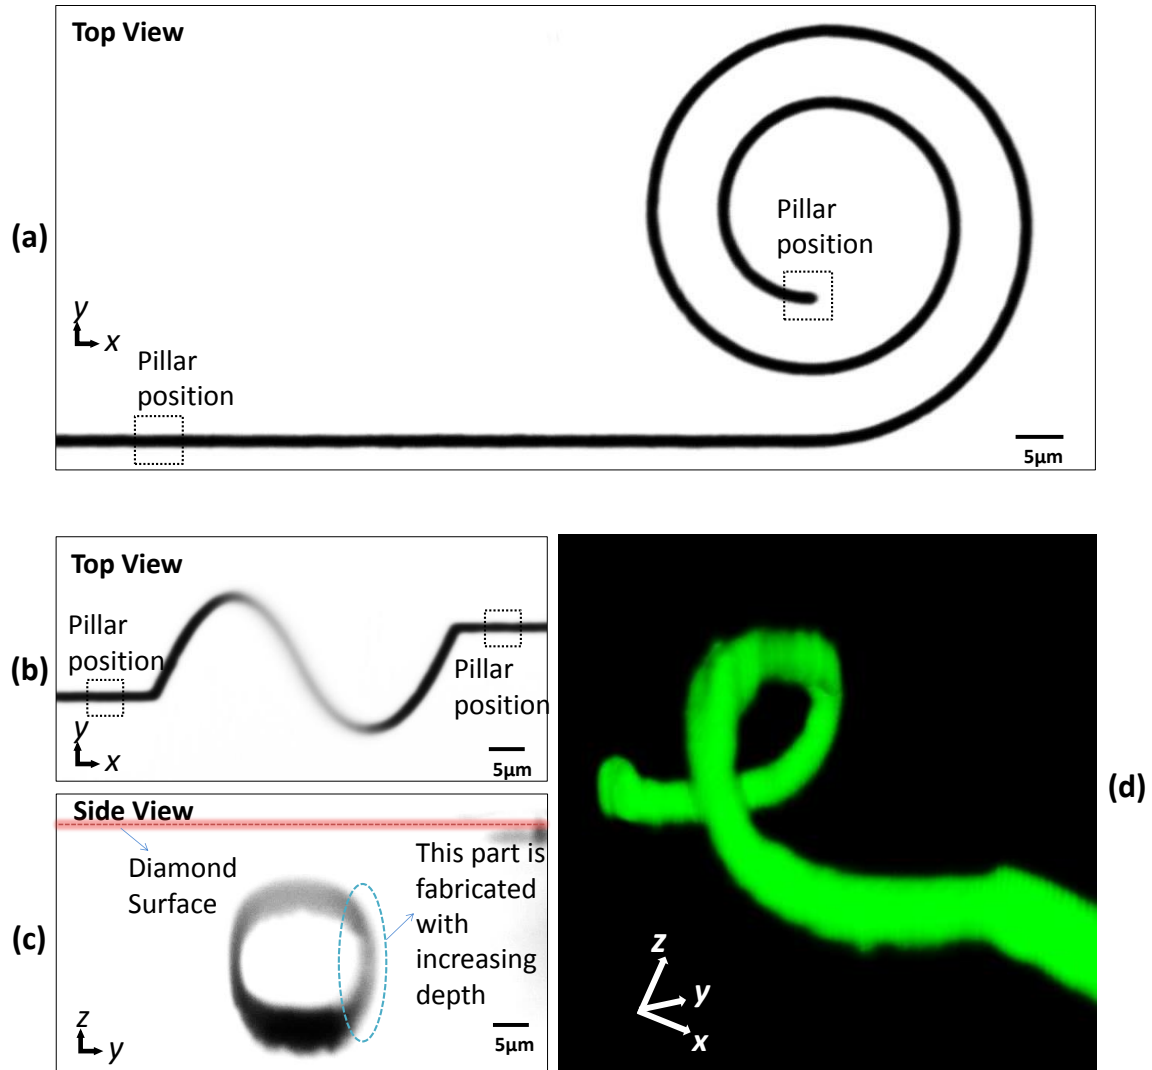 (a)
Top View
Pillar
position
y
x
Pillar
position
5µm
(b)
Top View
Pillar
position
Pillar
position
y
x
5µm
(c)
Side View
Diamond
Surface
This part is
fabricated
with
increasing
depth
z
y
5µm
(d)
z
y
x